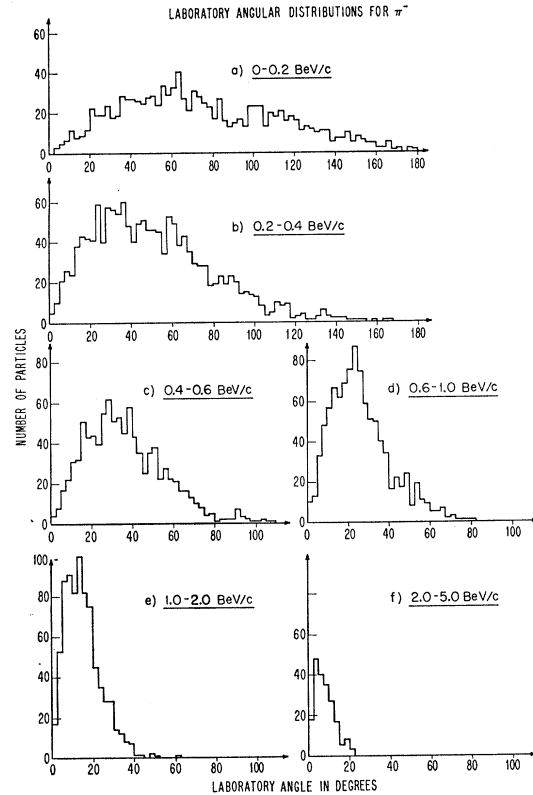 LABORATORY ANGULAR DISTRIBUTIONS FOR π⁻
60
40
20
0
a) 0-0.2 BeV/c
0 20 40 60 80 100 120 140 160 180
60
40
20
0
b) 0.2-0.4 BeV/c
0 20 40 60 80 100 120 140 160 180
NUMBER OF PARTICLES
80
60
40
20
0
c) 0.4-0.6 BeV/c
0 20 40 60 80 100
80
60
40
20
0
d) 0.6-1.0 BeV/c
0 20 40 60 80 100
100
80
60
40
20
0
e) 1.0-2.0 BeV/c
0 20 40 60 80 100
60
40
20
0
f) 2.0-5.0 BeV/c
0 20 40 60 80 100
LABORATORY ANGLE IN DEGREES